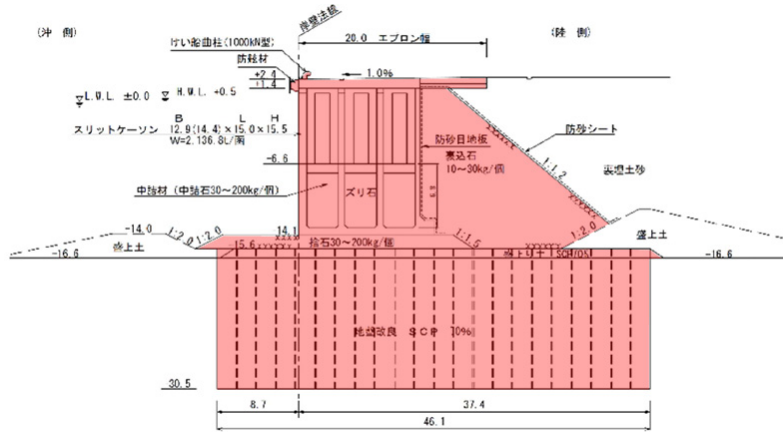 岸壁法線
(沖 側)
(陸 側)
20.0 エプロン幅
けい船曲柱(1000kN型)
防舷材
+2.4
+1.4
1.0%
L.W.L. ±0.0 H.W.L. +0.5
B L H
スリットケーソン 12.9(14.4)×15.0×15.5
防砂目地板
裏込石
10～30kg/個
防砂シート
1:1.2
裏埋土砂
-6.6
中詰材(中詰石30～200kg/個)
ズリ石
-14.0
1:2.0
1:2.0
14.1
1:1.5
1:2.0
盛上土
盛上土
-15.6
捨石30～200kg/個
-16.6
-16.6
地盤改良 SCP
30.5
8.7
37.4
46.1